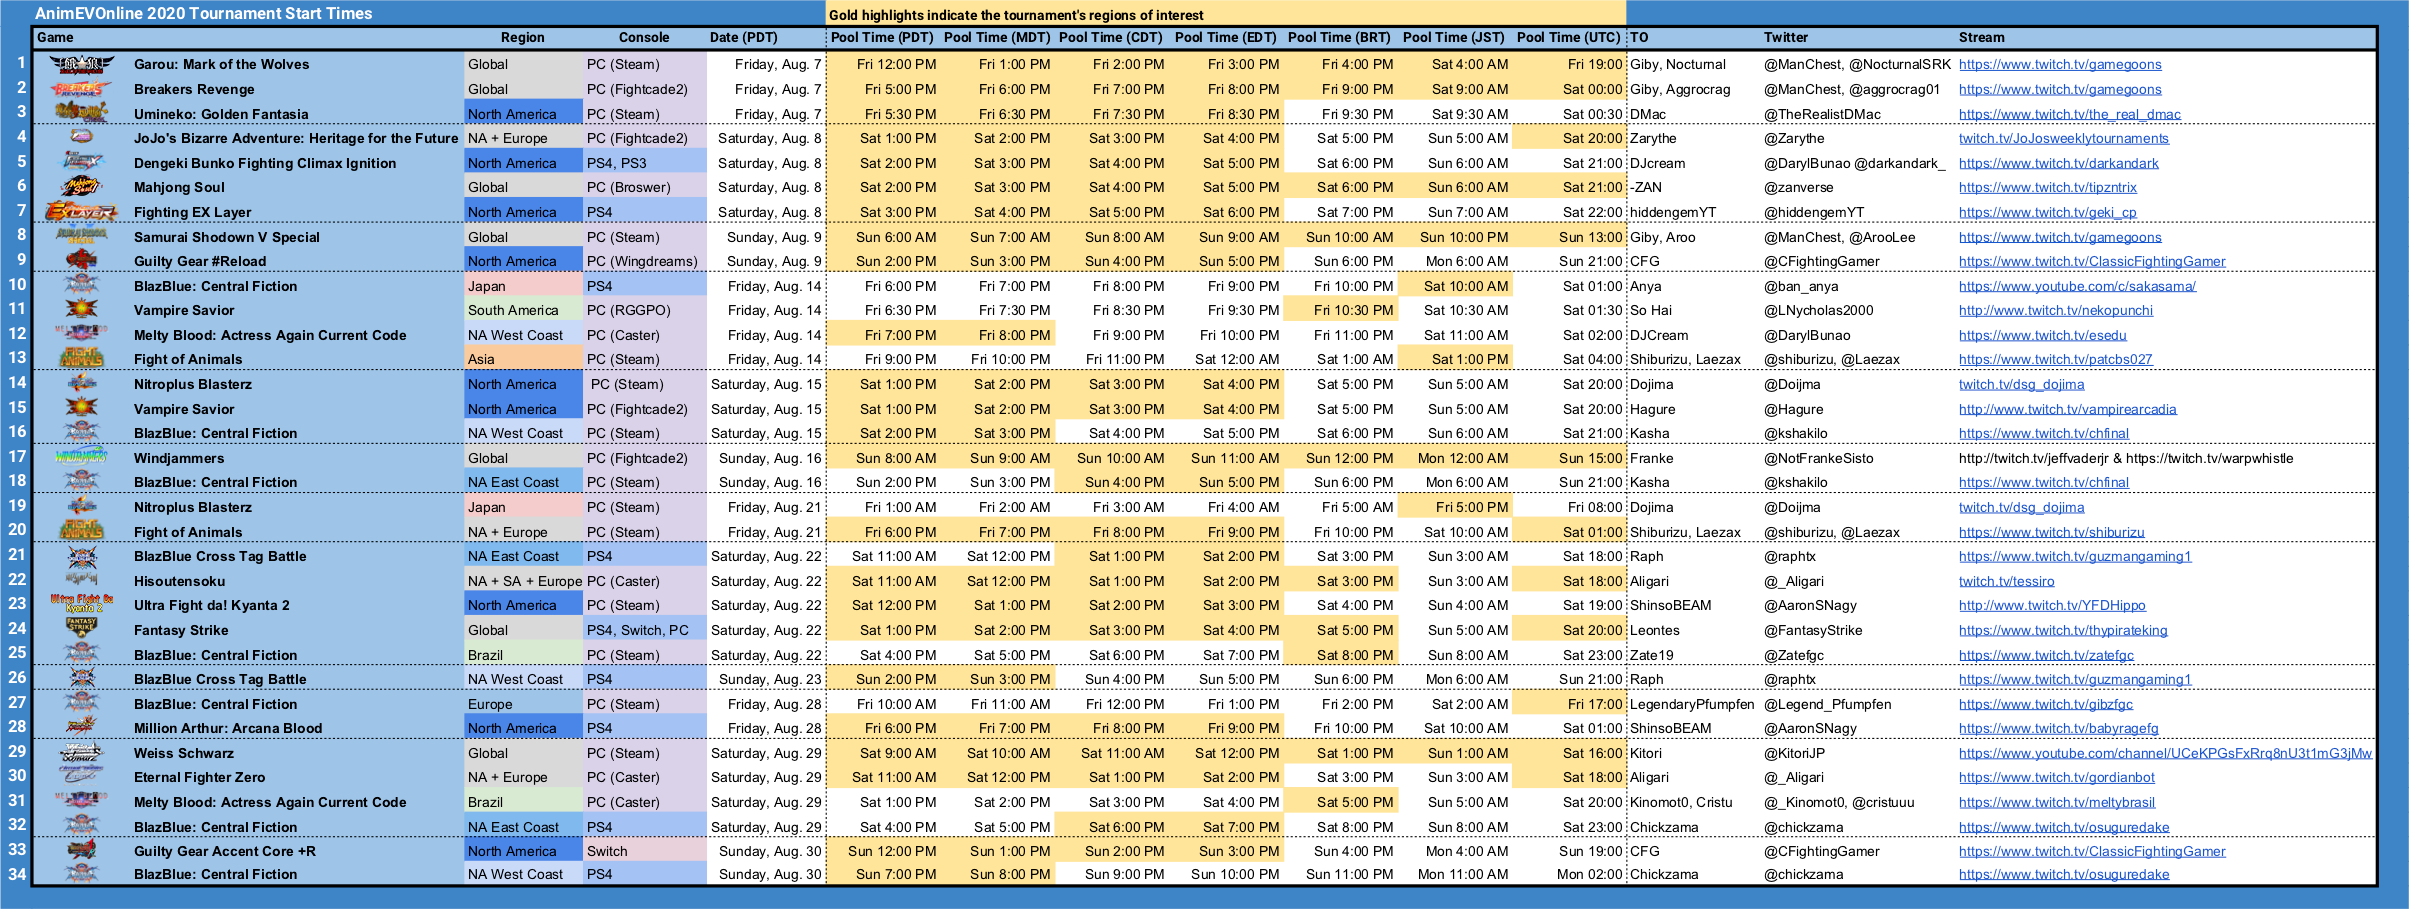 AnimEVOnline 2020 Tournament Start Times
Gold highlights indicate the tournament's regions of interest
Game Region Console Date (PDT) Pool Time (PDT) Pool Time (MDT) Pool Time (CDT) Pool Time (EDT) Pool Time (BRT) Pool Time (JST) Pool Time (UTC) TO Twitter Stream
1 Garou: Mark of the Wolves Global PC (Steam) Friday, Aug. 7 Fri 12:00 PM Fri 1:00 PM Fri 2:00 PM Fri 3:00 PM Fri 4:00 PM Sat 4:00 AM Fri 19:00 Giby, Nocturnal @ManChest, @NocturnalSRK https://www.twitch.tv/gamegoons
2 Breakers Revenge Global PC (Fightcade2) Friday, Aug. 7 Fri 5:00 PM Fri 6:00 PM Fri 7:00 PM Fri 8:00 PM Fri 9:00 PM Sat 9:00 AM Sat 00:00 Giby, Aggrocrag @ManChest, @aggrocrag01 https://www.twitch.tv/gamegoons
3 Umineko: Golden Fantasia North America PC (Steam) Friday, Aug. 7 Fri 5:30 PM Fri 6:30 PM Fri 7:30 PM Fri 8:30 PM Fri 9:30 PM Sat 9:30 AM Sat 00:30 DMac @TheRealistDMac https://www.twitch.tv/the_real_dmac
4 JoJo's Bizarre Adventure: Heritage for the Future NA + Europe PC (Fightcade2) Saturday, Aug. 8 Sat 1:00 PM Sat 2:00 PM Sat 3:00 PM Sat 4:00 PM Sat 5:00 PM Sun 5:00 AM Sat 20:00 Zarythe @Zarythe twitch.tv/JoJosweeklytournaments
5 Dengeki Bunko Fighting Climax Ignition North America PS4, PS3 Saturday, Aug. 8 Sat 2:00 PM Sat 3:00 PM Sat 4:00 PM Sat 5:00 PM Sat 6:00 PM Sun 6:00 AM Sat 21:00 DJcream @DarylBunao @darkandark_ https://www.twitch.tv/darkandark
6 Mahjong Soul Global PC (Broswer) Saturday, Aug. 8 Sat 2:00 PM Sat 3:00 PM Sat 4:00 PM Sat 5:00 PM Sat 6:00 PM Sun 6:00 AM Sat 21:00 -ZAN @zanverse https://www.twitch.tv/tipzntrix
7 Fighting EX Layer North America PS4 Saturday, Aug. 8 Sat 3:00 PM Sat 4:00 PM Sat 5:00 PM Sat 6:00 PM Sat 7:00 PM Sun 7:00 AM Sat 22:00 hiddengemYT @hiddengemYT https://www.twitch.tv/geki_cp
8 Samurai Shodown V Special Global PC (Steam) Sunday, Aug. 9 Sun 6:00 AM Sun 7:00 AM Sun 8:00 AM Sun 9:00 AM Sun 10:00 AM Sun 10:00 PM Sun 13:00 Giby, Aroo @ManChest, @ArooLee https://www.twitch.tv/gamegoons
9 Guilty Gear #Reload North America PC (Wingdreams) Sunday, Aug. 9 Sun 2:00 PM Sun 3:00 PM Sun 4:00 PM Sun 5:00 PM Sun 6:00 PM Mon 6:00 AM Sun 21:00 CFG @CFightingGamer https://www.twitch.tv/ClassicFightingGamer
10 BlazBlue: Central Fiction Japan PS4 Friday, Aug. 14 Fri 6:00 PM Fri 7:00 PM Fri 8:00 PM Fri 9:00 PM Fri 10:00 PM Sat 10:00 AM Sat 01:00 Anya @ban_anya https://www.youtube.com/c/sakasama/
11 Vampire Savior South America PC (RGGPO) Friday, Aug. 14 Fri 6:30 PM Fri 7:30 PM Fri 8:30 PM Fri 9:30 PM Fri 10:30 PM Sat 10:30 AM Sat 01:30 So Hai @LNycholas2000 http://www.twitch.tv/nekopunchi
12 Melty Blood: Actress Again Current Code NA West Coast PC (Caster) Friday, Aug. 14 Fri 7:00 PM Fri 8:00 PM Fri 9:00 PM Fri 10:00 PM Fri 11:00 PM Sat 11:00 AM Sat 02:00 DJCream @DarylBunao https://www.twitch.tv/esedu
13 Fight of Animals Asia PC (Steam) Friday, Aug. 14 Fri 9:00 PM Fri 10:00 PM Fri 11:00 PM Sat 12:00 AM Sat 1:00 AM Sat 1:00 PM Sat 04:00 Shiburizu, Laezax @shiburizu, @Laezax https://www.twitch.tv/patcbs027
14 Nitroplus Blasterz North America PC (Steam) Saturday, Aug. 15 Sat 1:00 PM Sat 2:00 PM Sat 3:00 PM Sat 4:00 PM Sat 5:00 PM Sun 5:00 AM Sat 20:00 Dojima @Doijma twitch.tv/dsg_dojima
15 Vampire Savior North America PC (Fightcade2) Saturday, Aug. 15 Sat 1:00 PM Sat 2:00 PM Sat 3:00 PM Sat 4:00 PM Sat 5:00 PM Sun 5:00 AM Sat 20:00 Hagure @Hagure http://www.twitch.tv/vampirearcadia
16 BlazBlue: Central Fiction NA West Coast PC (Steam) Saturday, Aug. 15 Sat 2:00 PM Sat 3:00 PM Sat 4:00 PM Sat 5:00 PM Sat 6:00 PM Sun 6:00 AM Sat 21:00 Kasha @kshakilo https://www.twitch.tv/chfinal
17 Windjammers Global PC (Fightcade2) Sunday, Aug. 16 Sun 8:00 AM Sun 9:00 AM Sun 10:00 AM Sun 11:00 AM Sun 12:00 PM Mon 12:00 AM Sun 15:00 Franke @NotFrankeSisto http://twitch.tv/jeffvaderjr & https://twitch.tv/warpwhistle
18 BlazBlue: Central Fiction NA East Coast PC (Steam) Sunday, Aug. 16 Sun 2:00 PM Sun 3:00 PM Sun 4:00 PM Sun 5:00 PM Sun 6:00 PM Mon 6:00 AM Sun 21:00 Kasha @kshakilo https://www.twitch.tv/chfinal
19 Nitroplus Blasterz Japan PC (Steam) Friday, Aug. 21 Fri 1:00 AM Fri 2:00 AM Fri 3:00 AM Fri 4:00 AM Fri 5:00 AM Fri 5:00 PM Fri 08:00 Dojima @Doijma twitch.tv/dsg_dojima
20 Fight of Animals NA + Europe PC (Steam) Friday, Aug. 21 Fri 6:00 PM Fri 7:00 PM Fri 8:00 PM Fri 9:00 PM Fri 10:00 PM Sat 10:00 AM Sat 01:00 Shiburizu, Laezax @shiburizu, @Laezax https://www.twitch.tv/shiburizu
21 BlazBlue Cross Tag Battle NA East Coast PS4 Saturday, Aug. 22 Sat 11:00 AM Sat 12:00 PM Sat 1:00 PM Sat 2:00 PM Sat 3:00 PM Sun 3:00 AM Sat 18:00 Raph @raphtx https://www.twitch.tv/guzmangaming1
22 Hisoutensoku NA + SA + Europe PC (Caster) Saturday, Aug. 22 Sat 11:00 AM Sat 12:00 PM Sat 1:00 PM Sat 2:00 PM Sat 3:00 PM Sun 3:00 AM Sat 18:00 Aligari @_Aligari twitch.tv/tessiro
23 Ultra Fight da! Kyanta 2 North America PC (Steam) Saturday, Aug. 22 Sat 12:00 PM Sat 1:00 PM Sat 2:00 PM Sat 3:00 PM Sat 4:00 PM Sun 4:00 AM Sat 19:00 ShinsoBEAM @AaronSNagy http://www.twitch.tv/YFDHippo
24 Fantasy Strike Global PS4, Switch, PC Saturday, Aug. 22 Sat 1:00 PM Sat 2:00 PM Sat 3:00 PM Sat 4:00 PM Sat 5:00 PM Sun 5:00 AM Sat 20:00 Leontes @FantasyStrike https://www.twitch.tv/thypirateking
25 BlazBlue: Central Fiction Brazil PC (Steam) Saturday, Aug. 22 Sat 4:00 PM Sat 5:00 PM Sat 6:00 PM Sat 7:00 PM Sat 8:00 PM Sun 8:00 AM Sat 23:00 Zate19 @Zatefgc https://www.twitch.tv/zatefgc
26 BlazBlue Cross Tag Battle NA West Coast PS4 Sunday, Aug. 23 Sun 2:00 PM Sun 3:00 PM Sun 4:00 PM Sun 5:00 PM Sun 6:00 PM Mon 6:00 AM Sun 21:00 Raph @raphtx https://www.twitch.tv/guzmangaming1
27 BlazBlue: Central Fiction Europe PC (Steam) Friday, Aug. 28 Fri 10:00 AM Fri 11:00 AM Fri 12:00 PM Fri 1:00 PM Fri 2:00 PM Sat 2:00 AM Fri 17:00 LegendaryPfumpfen @Legend_Pfumpfen https://www.twitch.tv/gibzfgc
28 Million Arthur: Arcana Blood North America PS4 Friday, Aug. 28 Fri 6:00 PM Fri 7:00 PM Fri 8:00 PM Fri 9:00 PM Fri 10:00 PM Sat 10:00 AM Sat 01:00 ShinsoBEAM @AaronSNagy https://www.twitch.tv/babyragefg
29 Weiss Schwarz Global PC (Steam) Saturday, Aug. 29 Sat 9:00 AM Sat 10:00 AM Sat 11:00 AM Sat 12:00 PM Sat 1:00 PM Sun 1:00 AM Sat 16:00 Kitori @KitoriJP https://www.youtube.com/channel/UCeKPGsFxRrq8nU3t1mG3jMw
30 Eternal Fighter Zero NA + Europe PC (Caster) Saturday, Aug. 29 Sat 11:00 AM Sat 12:00 PM Sat 1:00 PM Sat 2:00 PM Sat 3:00 PM Sun 3:00 AM Sat 18:00 Aligari @_Aligari https://www.twitch.tv/gordianbot
31 Melty Blood: Actress Again Current Code Brazil PC (Caster) Saturday, Aug. 29 Sat 1:00 PM Sat 2:00 PM Sat 3:00 PM Sat 4:00 PM Sat 5:00 PM Sun 5:00 AM Sat 20:00 Kinomot0, Cristu @_Kinomot0, @cristuuu https://www.twitch.tv/meltybrasil
32 BlazBlue: Central Fiction NA East Coast PS4 Saturday, Aug. 29 Sat 4:00 PM Sat 5:00 PM Sat 6:00 PM Sat 7:00 PM Sat 8:00 PM Sun 8:00 AM Sat 23:00 Chickzama @chickzama https://www.twitch.tv/osuguredake
33 Guilty Gear Accent Core +R North America Switch Sunday, Aug. 30 Sun 12:00 PM Sun 1:00 PM Sun 2:00 PM Sun 3:00 PM Sun 4:00 PM Mon 4:00 AM Sun 19:00 CFG @CFightingGamer https://www.twitch.tv/ClassicFightingGamer
34 BlazBlue: Central Fiction NA West Coast PS4 Sunday, Aug. 30 Sun 7:00 PM Sun 8:00 PM Sun 9:00 PM Sun 10:00 PM Sun 11:00 PM Mon 11:00 AM Mon 02:00 Chickzama @chickzama https://www.twitch.tv/osuguredake